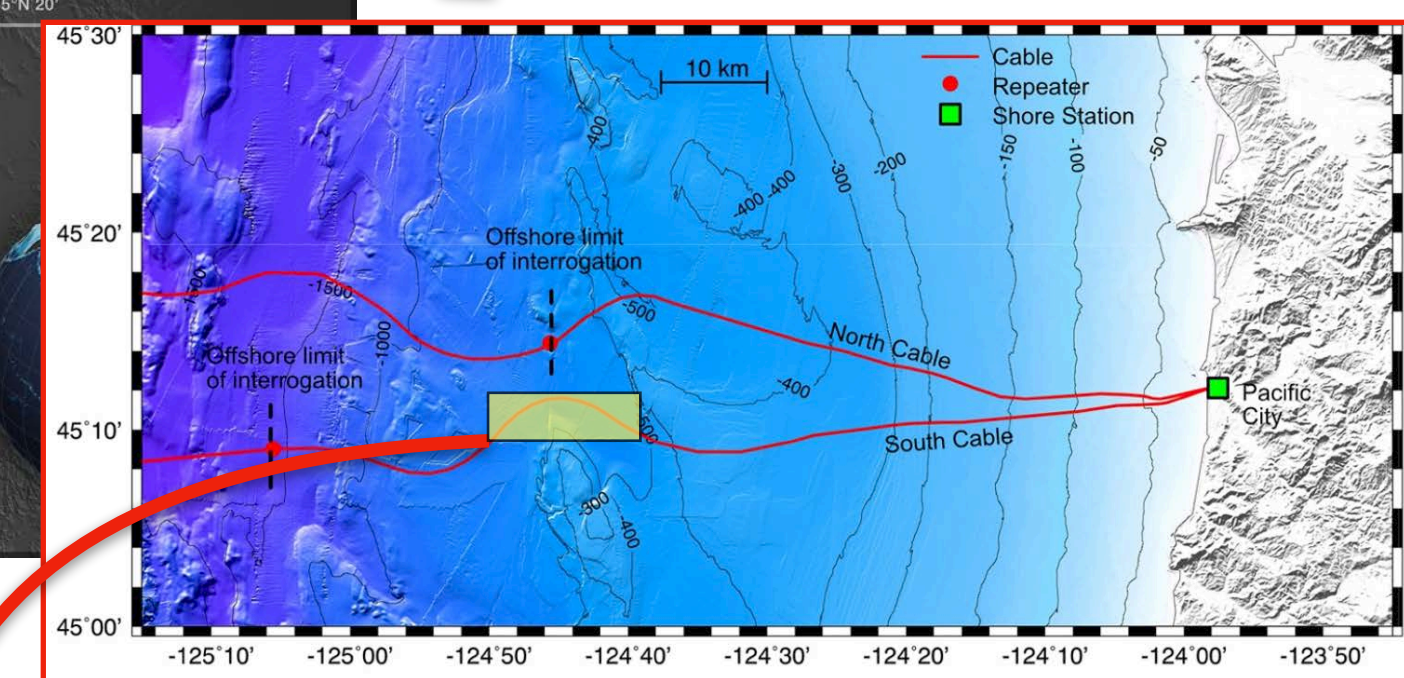 5°N 20'
45°30'
10 km
Cable
Repeater
Shore Station
-400
-300
-200
-150
-100
-50
-400
-400
45°20'
Offshore limit
of interrogation
-1500
-500
North Cable
-1000
Offshore limit
of interrogation
-400
Pacific
City
45°10'
South Cable
-300
-400
45°00'
-125°10'
-125°00'
-124°50'
-124°40'
-124°30'
-124°20'
-124°10'
-124°00'
-123°50'